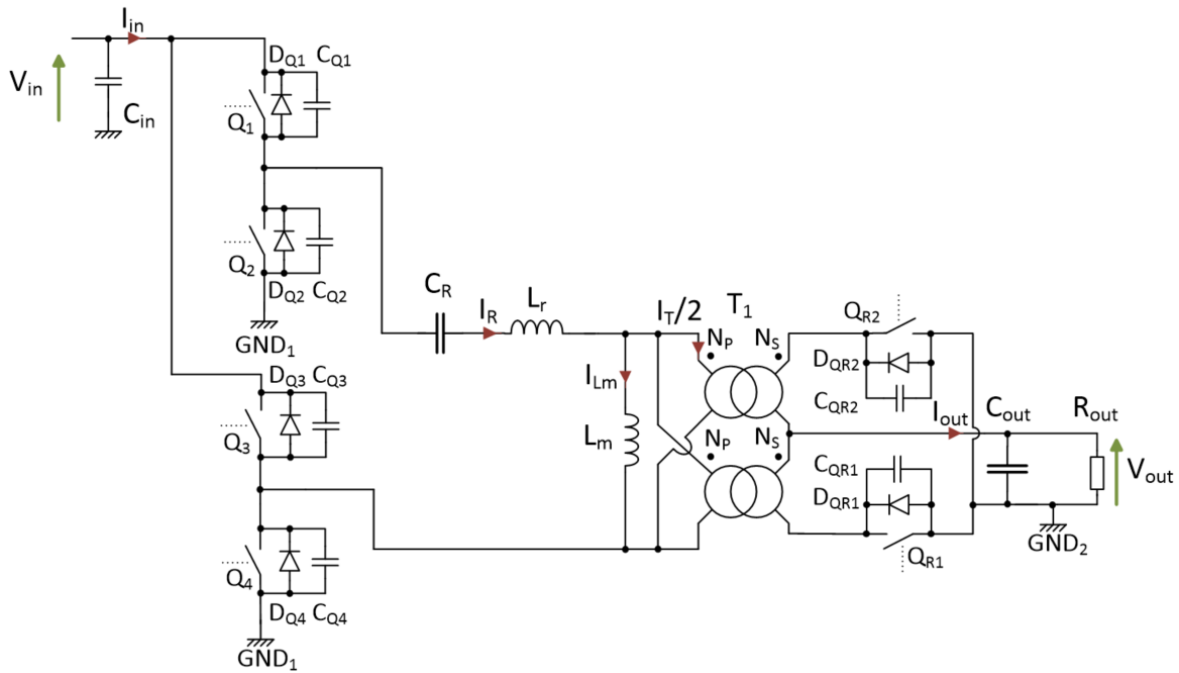 I_in
V_in
C_in
D_Q1 C_Q1
Q_1
Q_2
D_Q2 C_Q2
GND_1
D_Q3 C_Q3
Q_3
Q_4
D_Q4 C_Q4
GND_1
C_R
I_R
L_r
I_T/2
T_1
I_Lm
L_m
N_P N_S
N_P N_S
Q_R2
D_QR2
C_QR2
I_out
C_out
R_out
C_QR1
D_QR1
Q_R1
V_out
GND_2